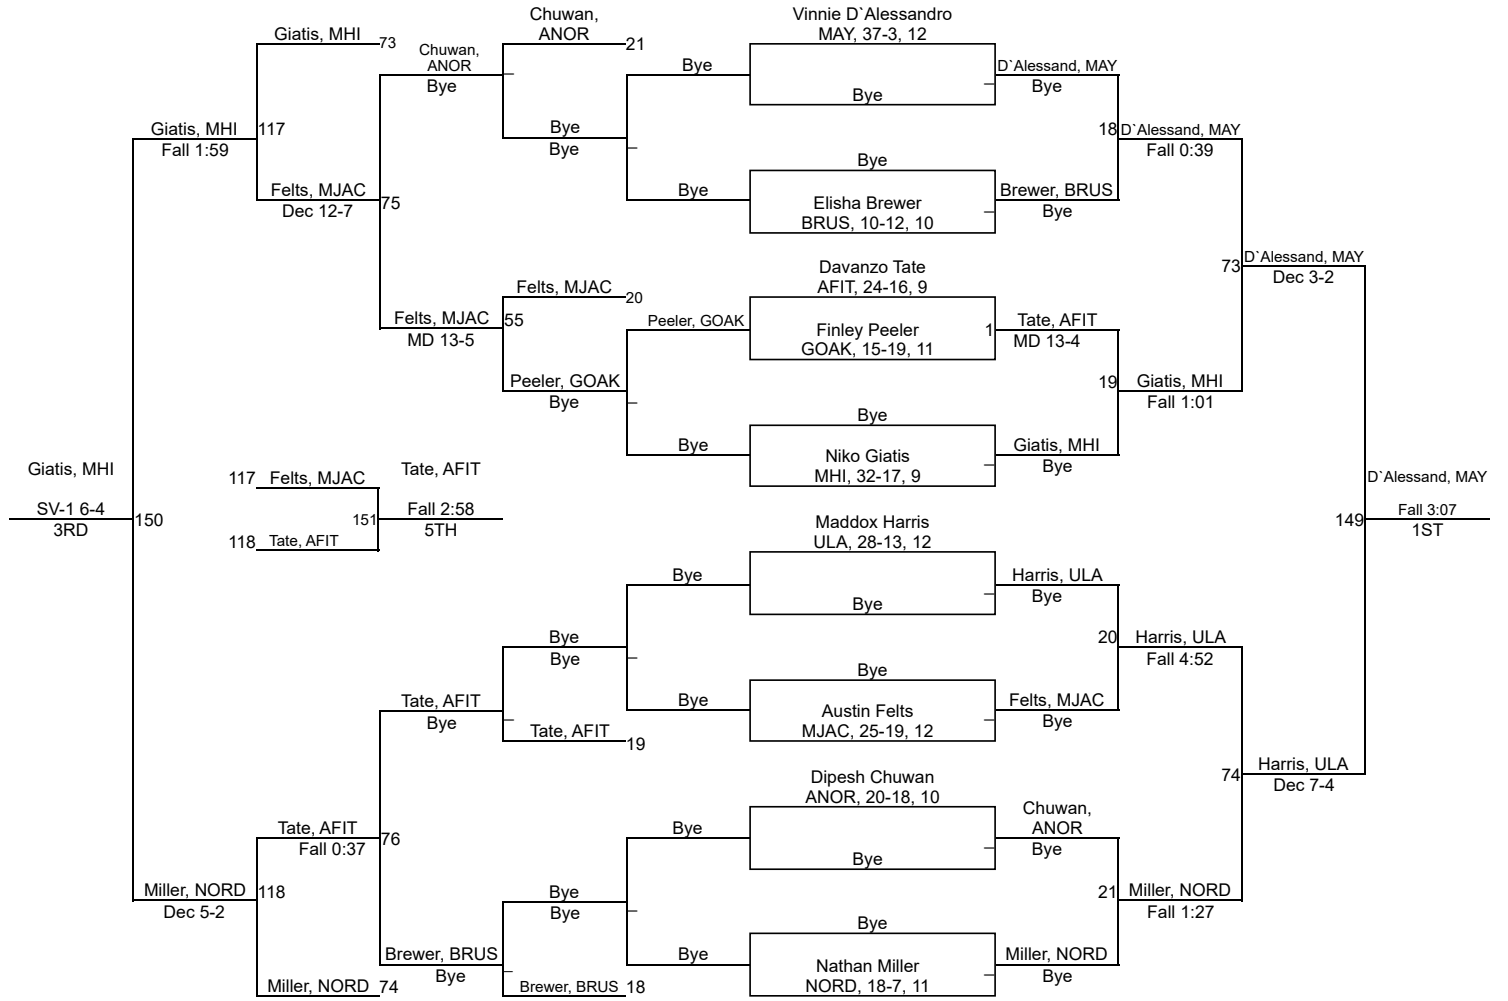 Vinnie D`Alessandro
MAY, 37-3, 12
Bye
Bye
Elisha Brewer
BRUS, 10-12, 10
Davanzo Tate
AFIT, 24-16, 9
Finley Peeler
GOAK, 15-19, 11
1
Bye
Niko Giatis
MHI, 32-17, 9
Maddox Harris
ULA, 28-13, 12
Bye
Bye
Austin Felts
MJAC, 25-19, 12
Dipesh Chuwan
ANOR, 20-18, 10
Bye
Bye
Nathan Miller
NORD, 18-7, 11
D`Alessand, MAY
Bye
Brewer, BRUS
Bye
Tate, AFIT
MD 13-4
Giatis, MHI
Bye
Harris, ULA
Bye
Felts, MJAC
Bye
Chuwan,
ANOR
Bye
Miller, NORD
Bye
18
D`Alessand, MAY
Fall 0:39
19
Giatis, MHI
Fall 1:01
20
Harris, ULA
Fall 4:52
21
Miller, NORD
Fall 1:27
73
D`Alessand, MAY
Dec 3-2
74
Harris, ULA
Dec 7-4
149
D`Alessand, MAY
Fall 3:07
1ST
Bye
Bye
Peeler, GOAK
Bye
Bye
Bye
Bye
Bye
Chuwan,
ANOR
21
Bye
Bye
Felts, MJAC
20
Peeler, GOAK
Bye
Bye
Bye
Tate, AFIT
19
Bye
Bye
Brewer, BRUS
18
Chuwan,
ANOR
Bye
Felts, MJAC
55
MD 13-5
Tate, AFIT
Bye
Brewer, BRUS
Bye
Giatis, MHI
73
Felts, MJAC
75
Dec 12-7
Tate, AFIT
76
Fall 0:37
Miller, NORD
74
Giatis, MHI
117
Fall 1:59
Miller, NORD
118
Dec 5-2
Giatis, MHI
SV-1 6-4
150
3RD
117
Felts, MJAC
118
Tate, AFIT
151
Tate, AFIT
Fall 2:58
5TH